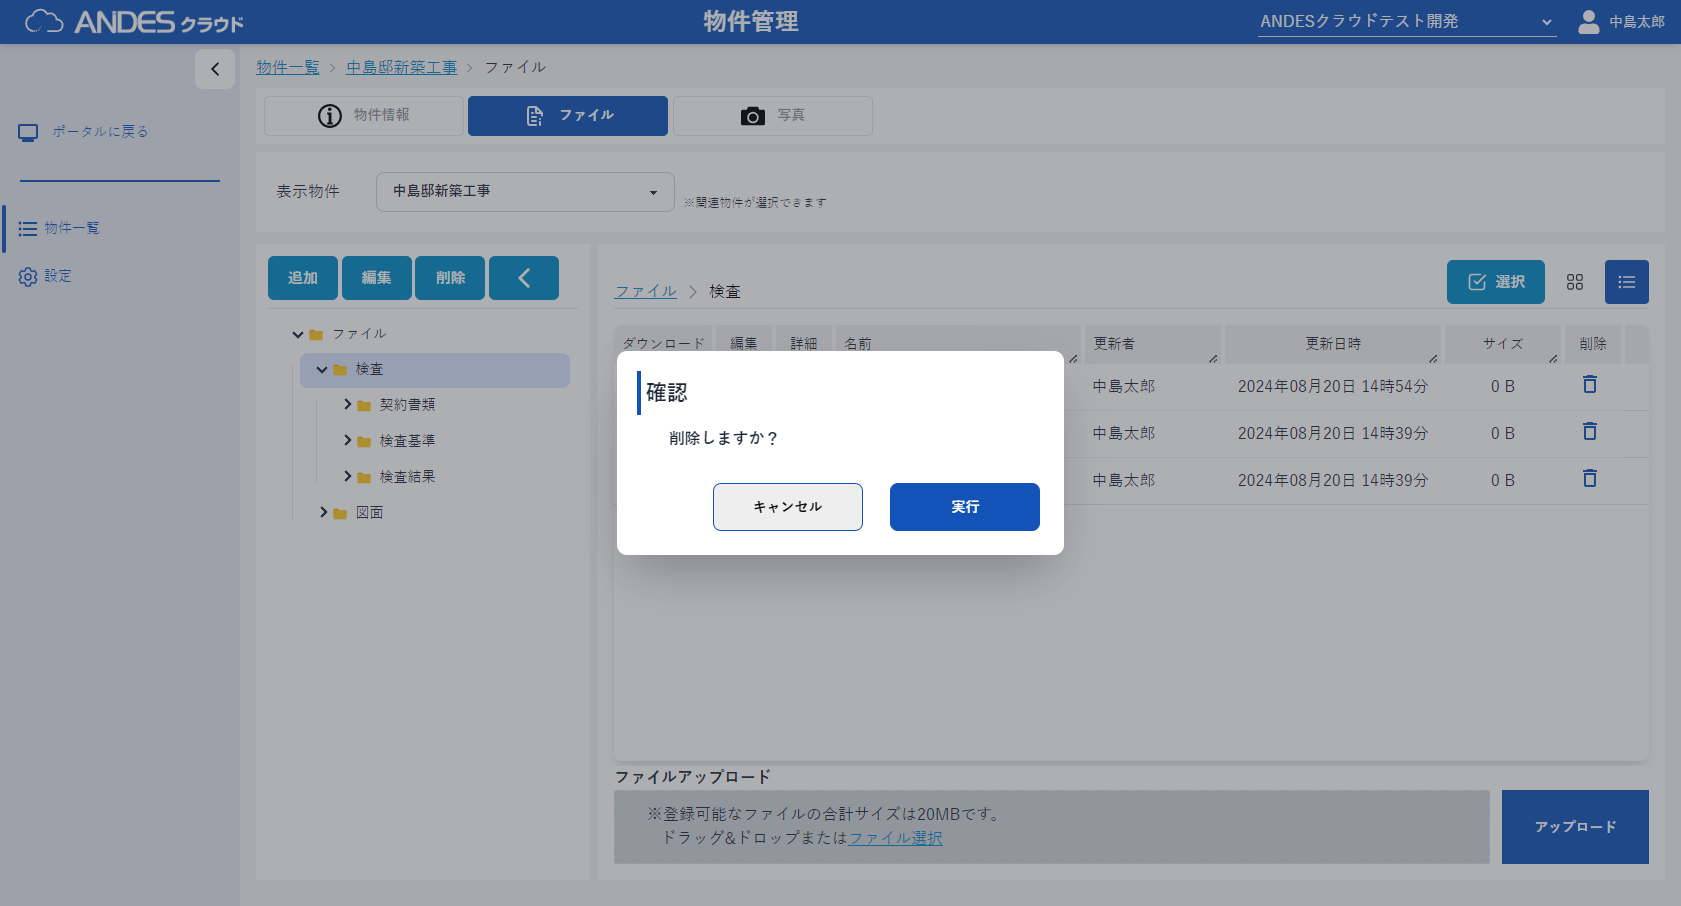 ANDES クラウド
物件管理
ANDESクラウドテスト開発
中島太郎
物件一覧 > 中島邸新築工事 > ファイル
ポータルに戻る
物件一覧
設定
物件情報
ファイル
写真
表示物件
中島邸新築工事
※関連物件が選択できます
追加
編集
削除
ファイル
検査
契約書類
検査基準
検査結果
図面
ファイル > 検査
選択
ダウンロード 編集 詳細 名前 更新者 更新日時 サイズ 削除
中島太郎 2024年08月20日 14時54分 0 B
中島太郎 2024年08月20日 14時39分 0 B
中島太郎 2024年08月20日 14時39分 0 B
確認
削除しますか？
キャンセル
実行
ファイルアップロード
※登録可能なファイルの合計サイズは20MBです。
ドラッグ&ドロップまたはファイル選択
アップロード